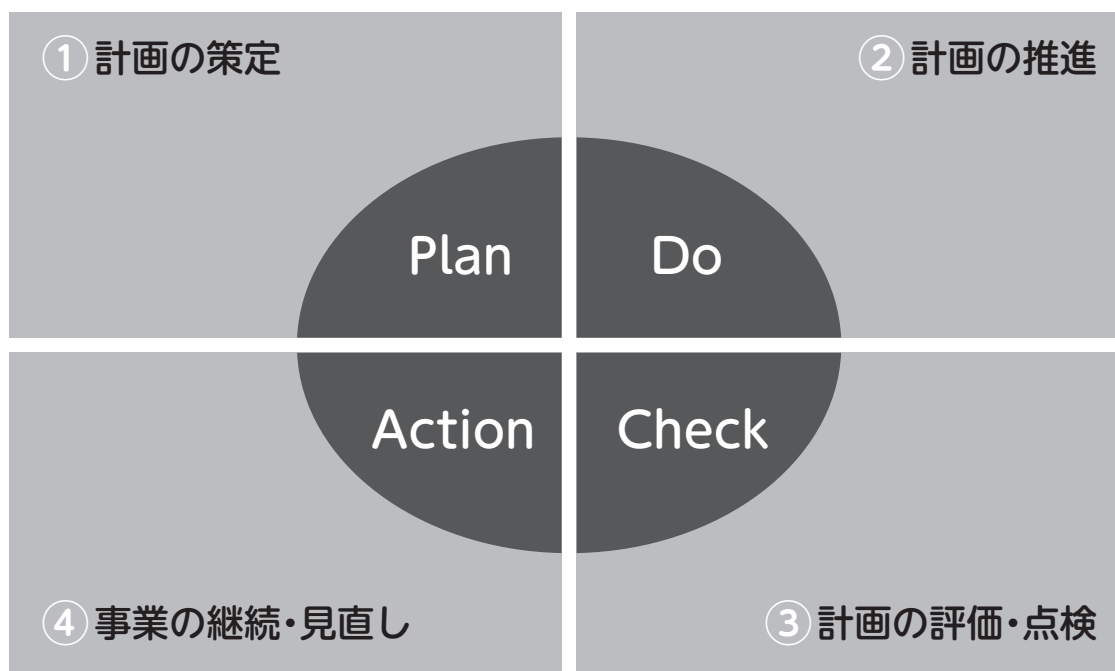 ① 計画の策定
② 計画の推進
Plan
Do
Action
Check
④ 事業の継続・見直し
③ 計画の評価・点検